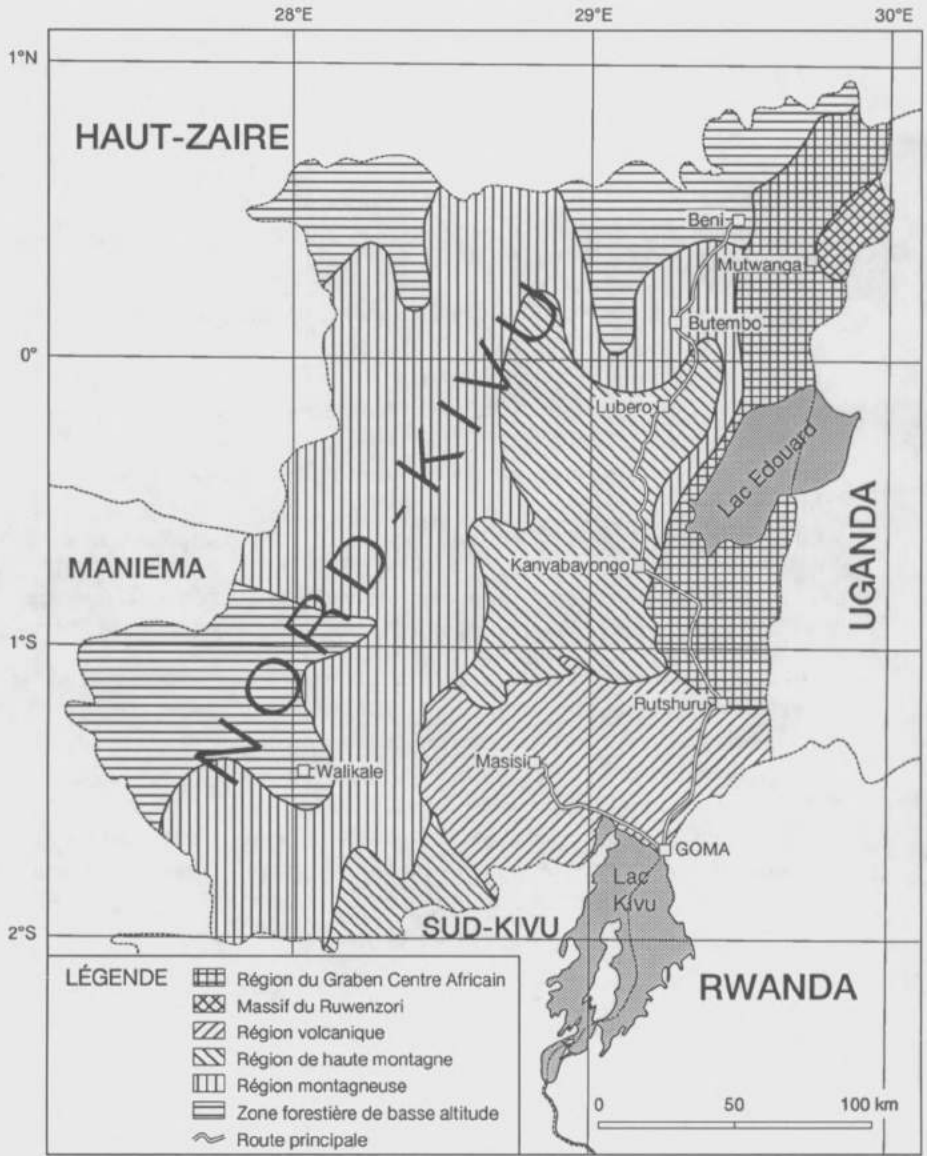 28°E
29°E
30°E
1°N
HAUT-ZAIRE
Beni
Mutwanga
Butembo
0°
Lubero
Lac Edouard
NORD-KIVU
UGANDA
MANIEMA
Kanyabayongo
1°S
Rutshuru
Masisi
Walikale
GOMA
Lac
Kivu
SUD-KIVU
2°S
RWANDA
LÉGENDE
Région du Graben Centre Africain
Massif du Ruwenzori
Région volcanique
Région de haute montagne
Région montagneuse
Zone forestière de basse altitude
Route principale
0 50 100 km